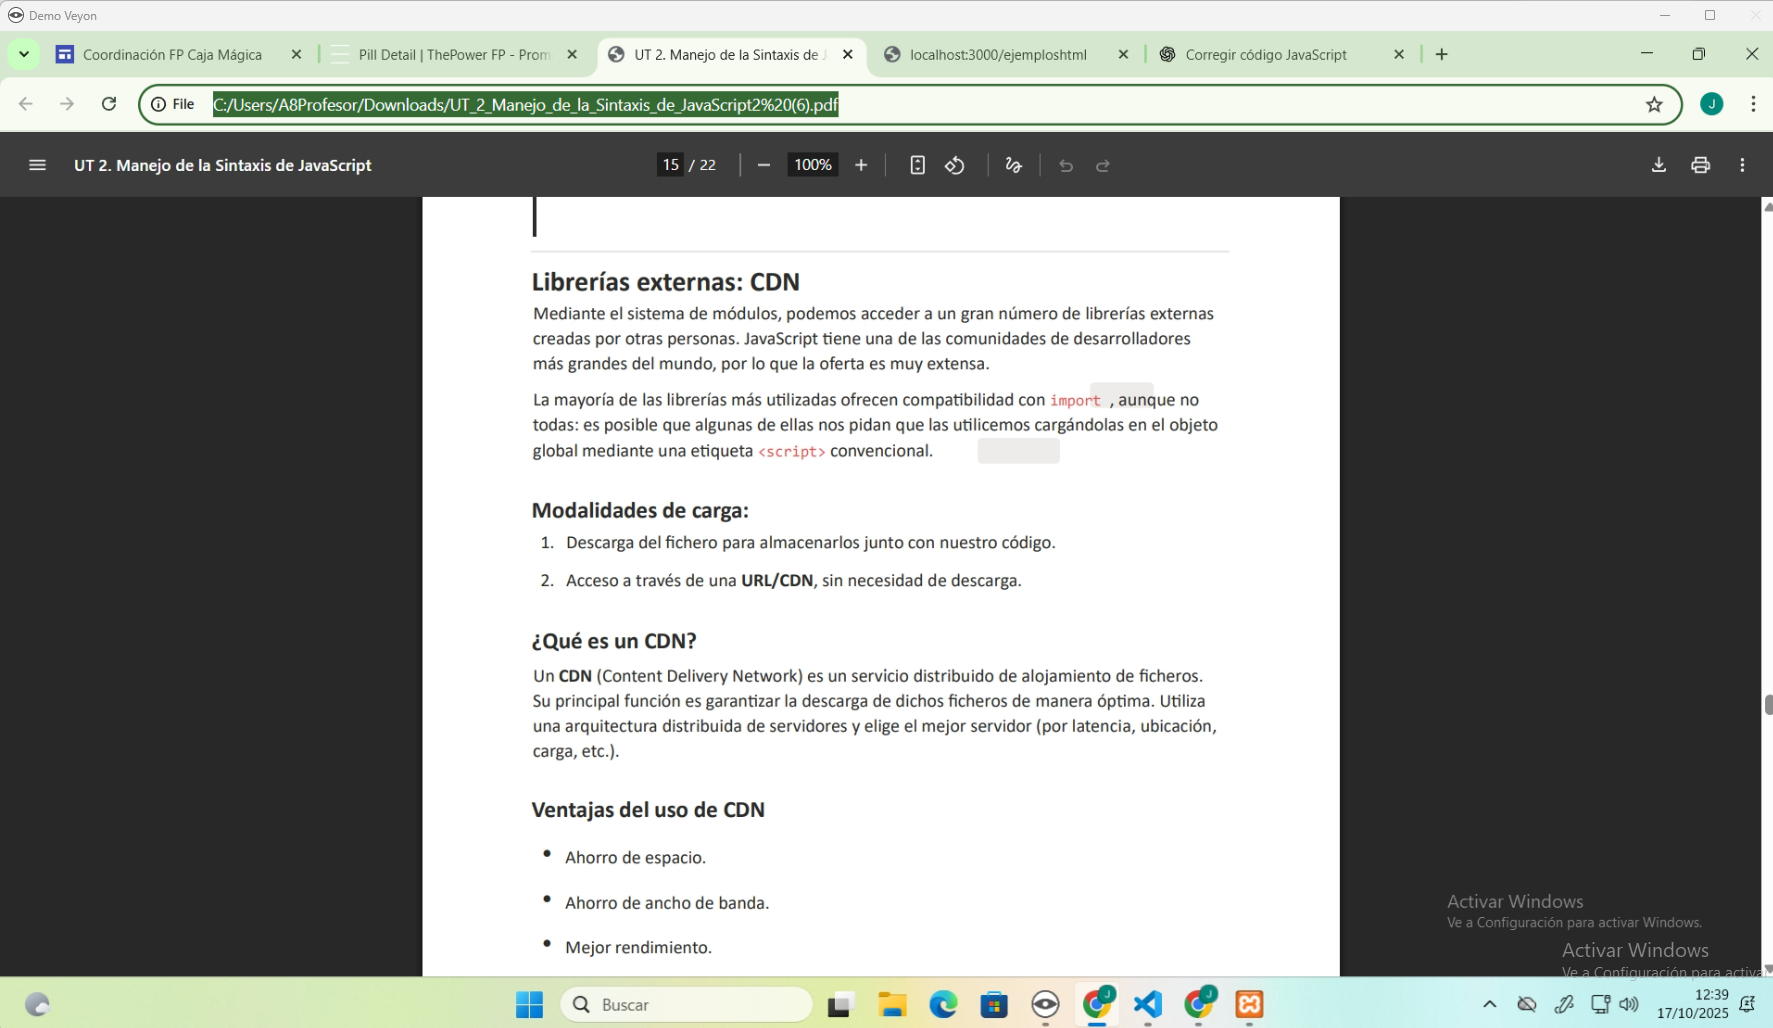 Demo Veyon
Coordinación FP Caja Mágica
Pill Detail | ThePower FP - Prom
UT 2. Manejo de la Sintaxis de J
localhost:3000/ejemploshtml
Corregir código JavaScript
File
C:/Users/A8Profesor/Downloads/UT_2_Manejo_de_la_Sintaxis_de_JavaScript2%20(6).pdf
J
UT 2. Manejo de la Sintaxis de JavaScript
15 / 22
100%
Librerías externas: CDN
Mediante el sistema de módulos, podemos acceder a un gran número de librerías externas
creadas por otras personas. JavaScript tiene una de las comunidades de desarrolladores
más grandes del mundo, por lo que la oferta es muy extensa.
La mayoría de las librerías más utilizadas ofrecen compatibilidad con import , aunque no
todas: es posible que algunas de ellas nos pidan que las utilicemos cargándolas en el objeto
global mediante una etiqueta <script> convencional.
Modalidades de carga:
1. Descarga del fichero para almacenarlos junto con nuestro código.
2. Acceso a través de una URL/CDN, sin necesidad de descarga.
¿Qué es un CDN?
Un CDN (Content Delivery Network) es un servicio distribuido de alojamiento de ficheros.
Su principal función es garantizar la descarga de dichos ficheros de manera óptima. Utiliza
una arquitectura distribuida de servidores y elige el mejor servidor (por latencia, ubicación,
carga, etc.).
Ventajas del uso de CDN
• Ahorro de espacio.
• Ahorro de ancho de banda.
• Mejor rendimiento.
Activar Windows
Ve a Configuración para activar Windows.
Activar Windows
Ve a Configuración para activa
Buscar
J
J
12:39
17/10/2025